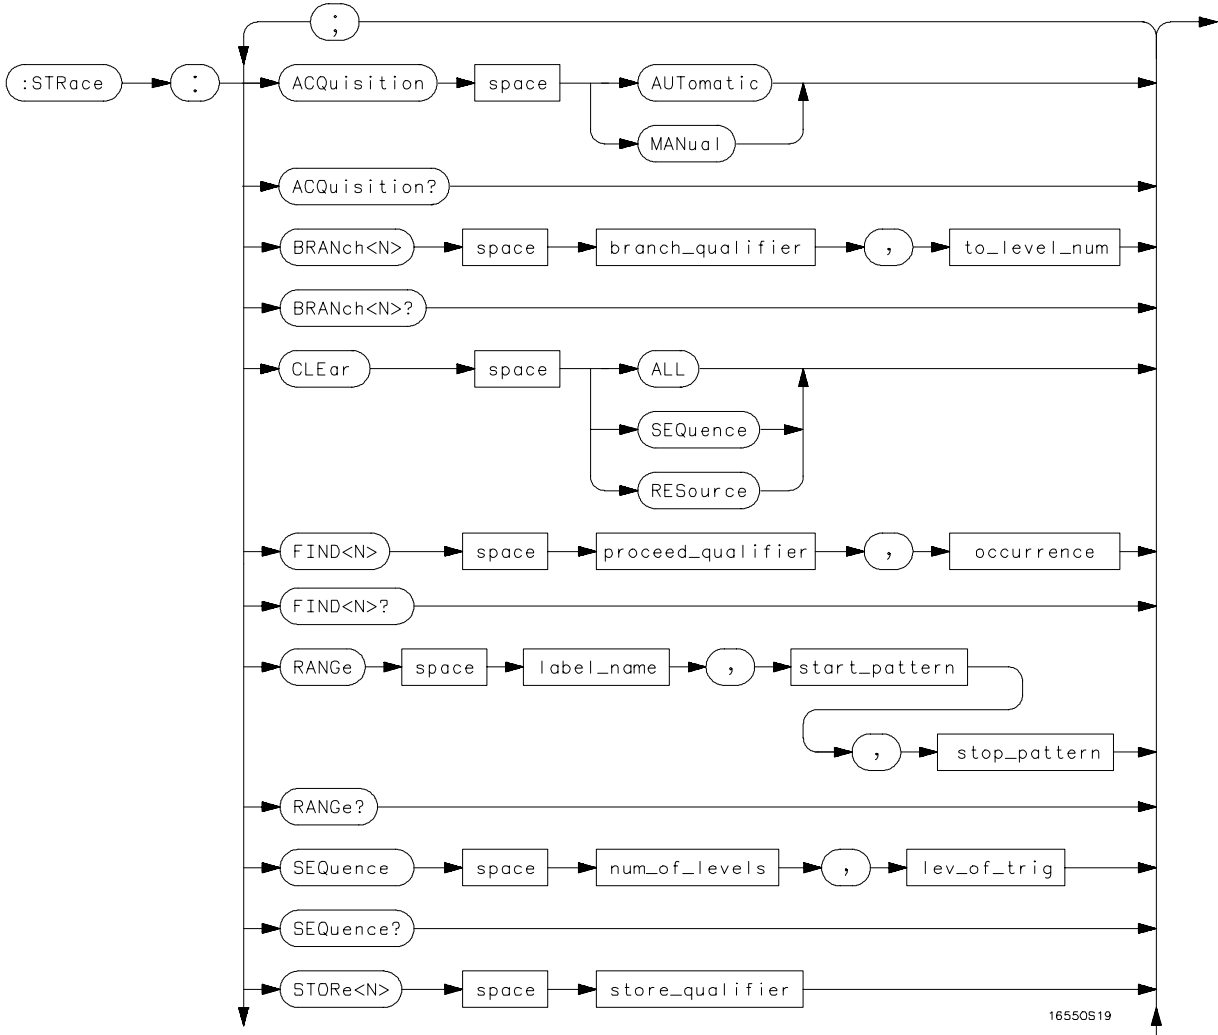 ;
:STRace : ACQuisition space AUTomatic
MANual
ACQuisition?
BRANch<N> space branch_qualifier , to_level_num
BRANch<N>?
CLEar space ALL
SEQuence
RESource
FIND<N> space proceed_qualifier , occurrence
FIND<N>?
RANGe space label_name , start_pattern
, stop_pattern
RANGe?
SEQuence space num_of_levels , lev_of_trig
SEQuence?
STORe<N> space store_qualifier
16550S19